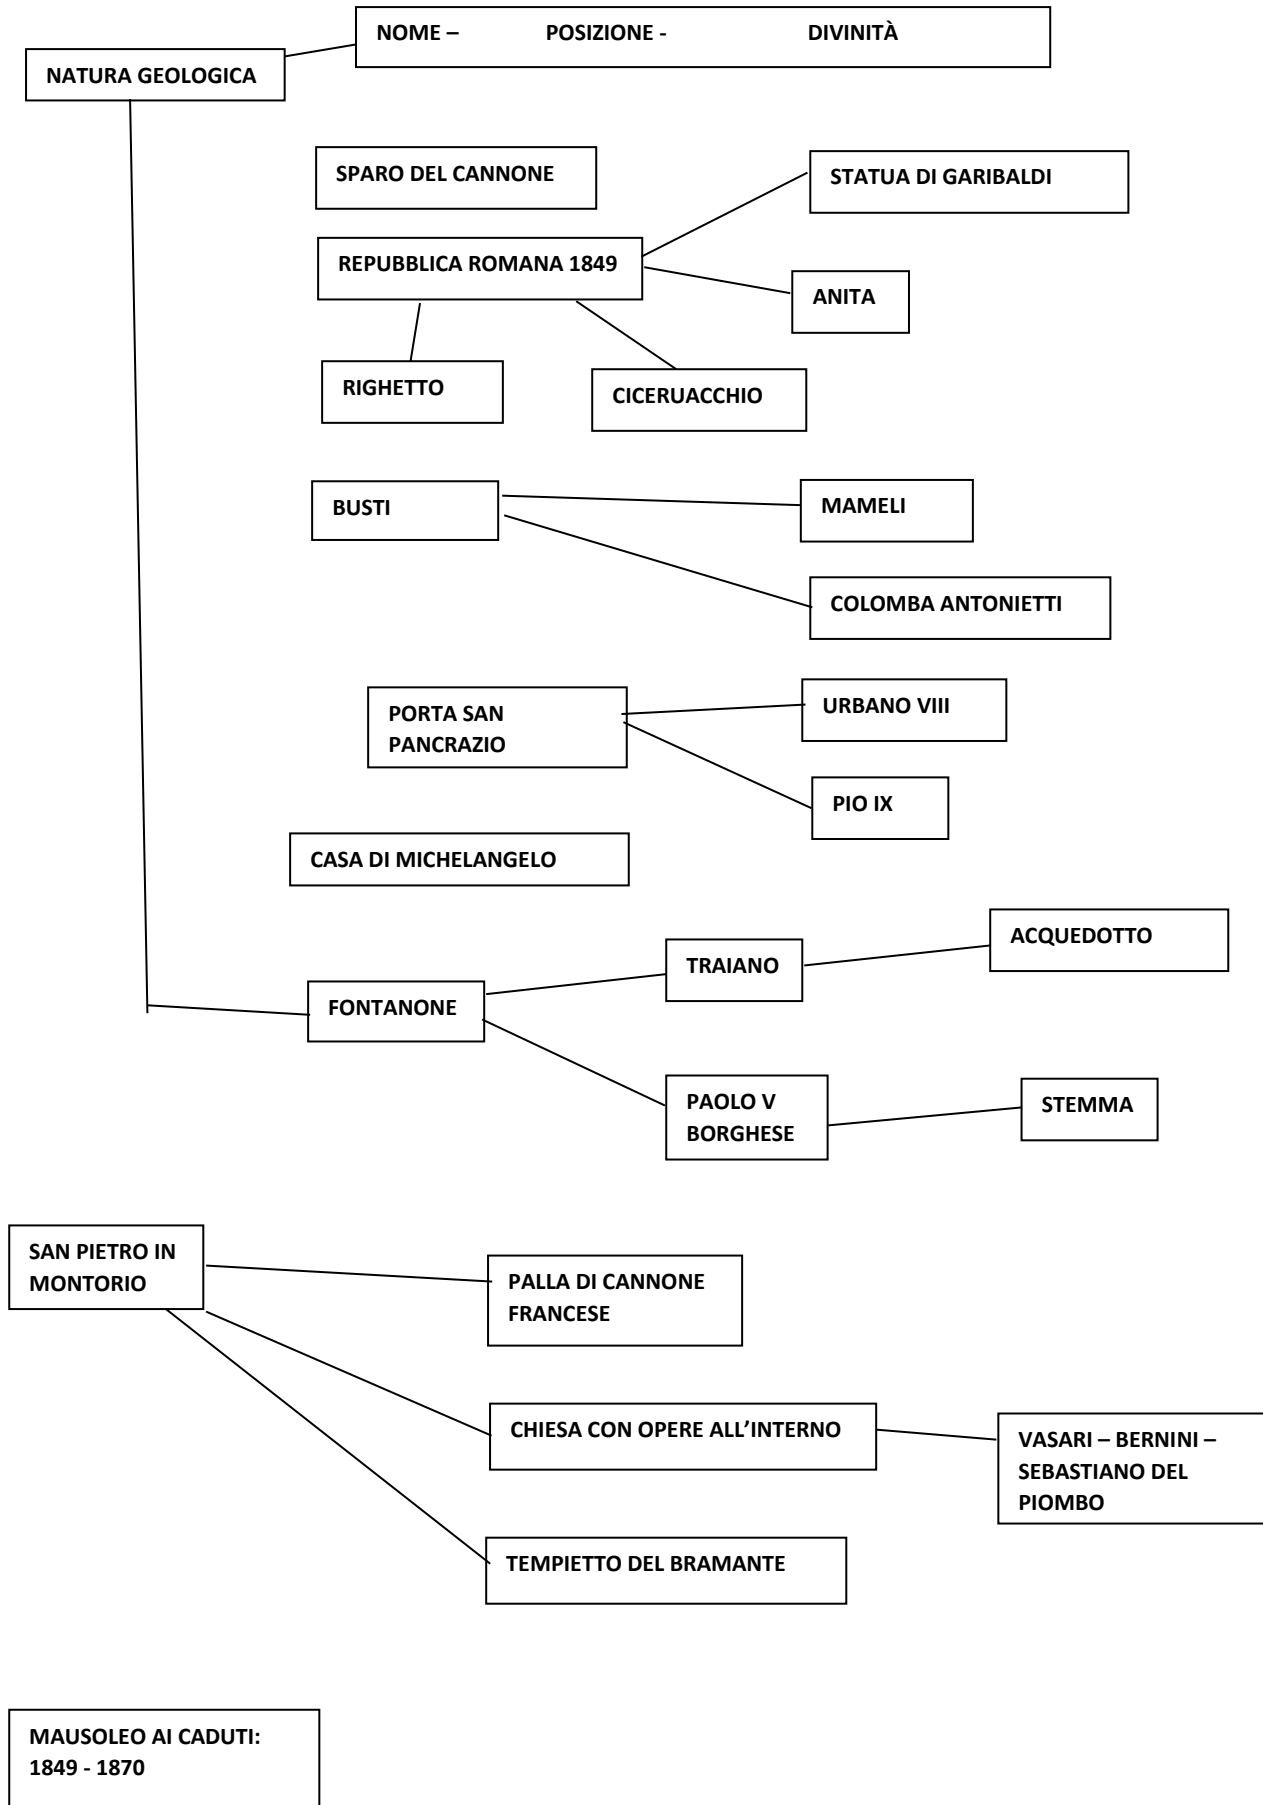 NOME – POSIZIONE - DIVINITÀ
NATURA GEOLOGICA
SPARO DEL CANNONE
STATUA DI GARIBALDI
REPUBBLICA ROMANA 1849
ANITA
RIGHETTO
CICERUACCHIO
BUSTI
MAMELI
COLOMBA ANTONIETTI
PORTA SAN
PANCRAZIO
URBANO VIII
PIO IX
CASA DI MICHELANGELO
FONTANONE
TRAIANO
ACQUEDOTTO
PAOLO V
BORGHESE
STEMMA
SAN PIETRO IN
MONTORIO
PALLA DI CANNONE
FRANCESE
CHIESA CON OPERE ALL’INTERNO
VASARI – BERNINI –
SEBASTIANO DEL
PIOMBO
TEMPIETTO DEL BRAMANTE
MAUSOLEO AI CADUTI:
1849 - 1870